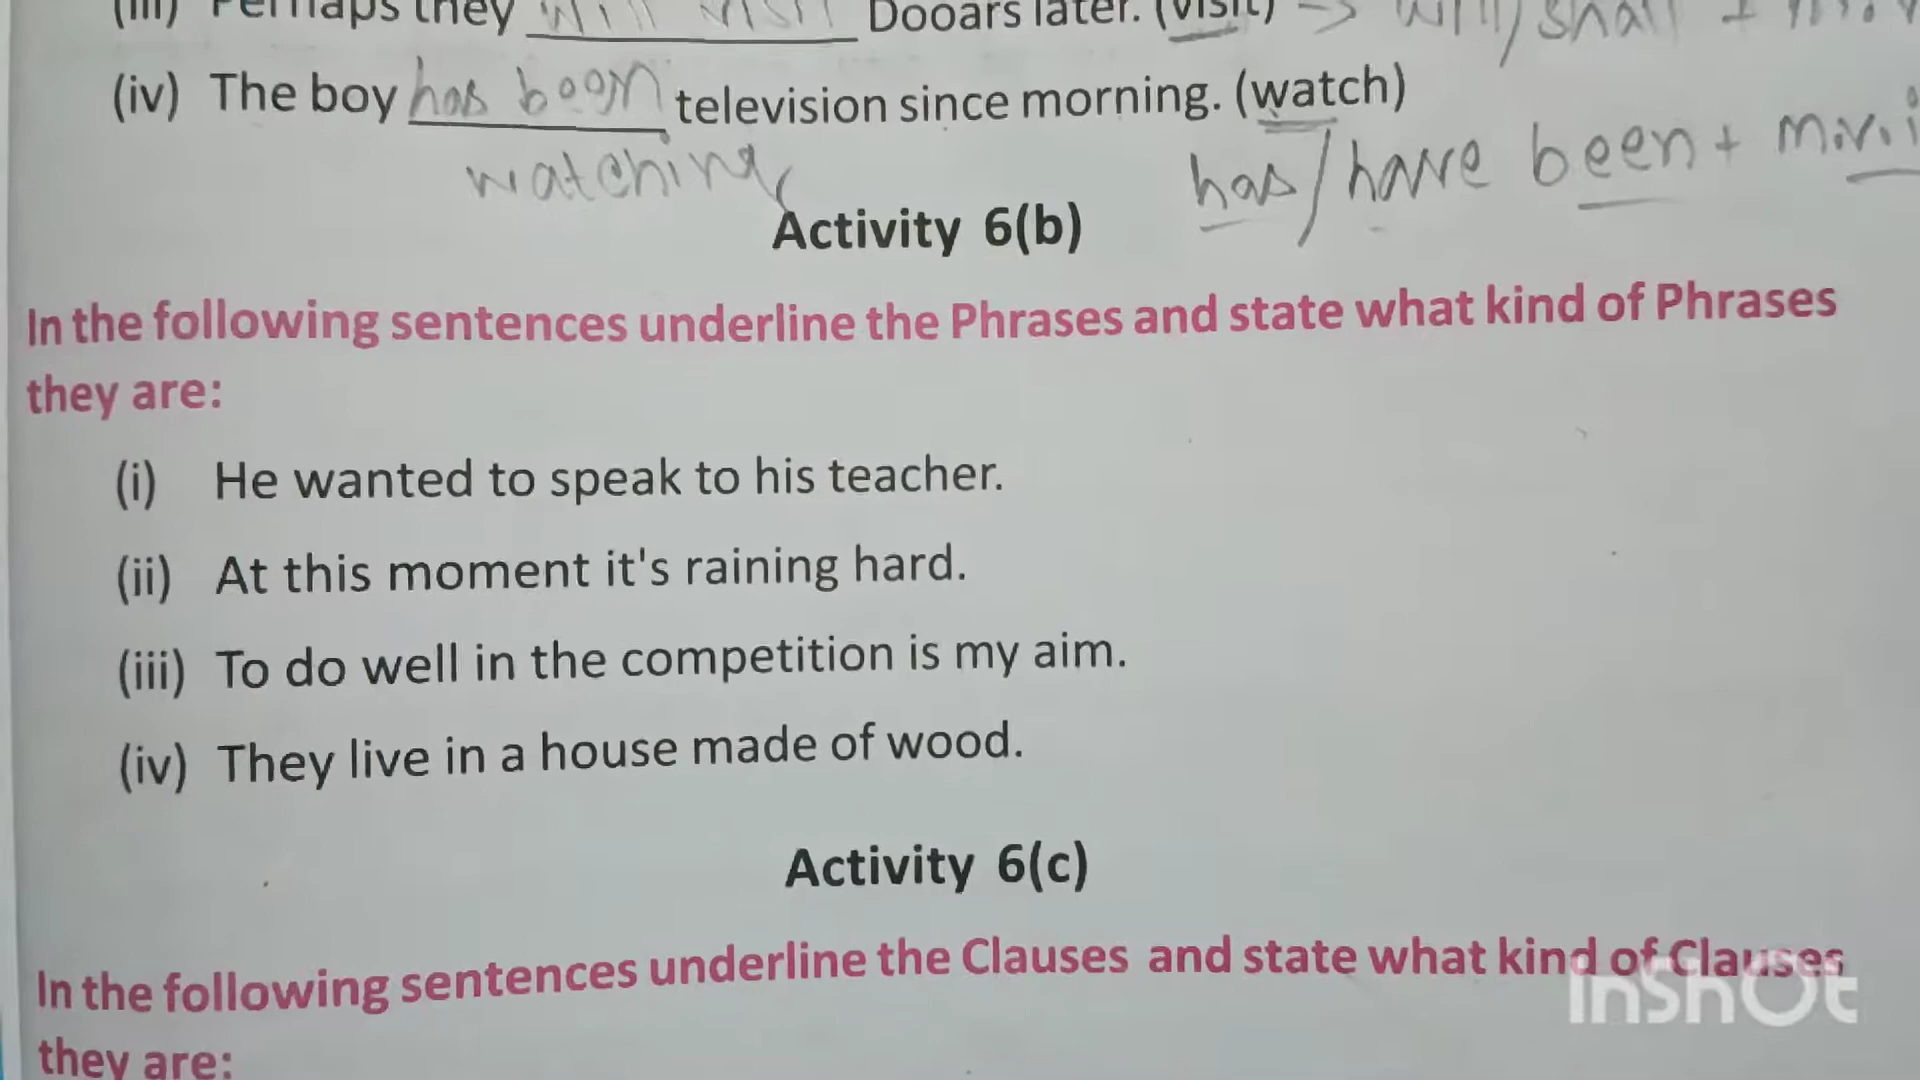 (iii) Perhaps they will visit Dooars later. (visit) → will/shall +
(iv) The boy has been television since morning. (watch)
watching
has/have been + m.v.
Activity 6(b)
In the following sentences underline the Phrases and state what kind of Phrases
they are:
(i) He wanted to speak to his teacher.
(ii) At this moment it's raining hard.
(iii) To do well in the competition is my aim.
(iv) They live in a house made of wood.
Activity 6(c)
In the following sentences underline the Clauses and state what kind of Clauses
they are:
InShOt